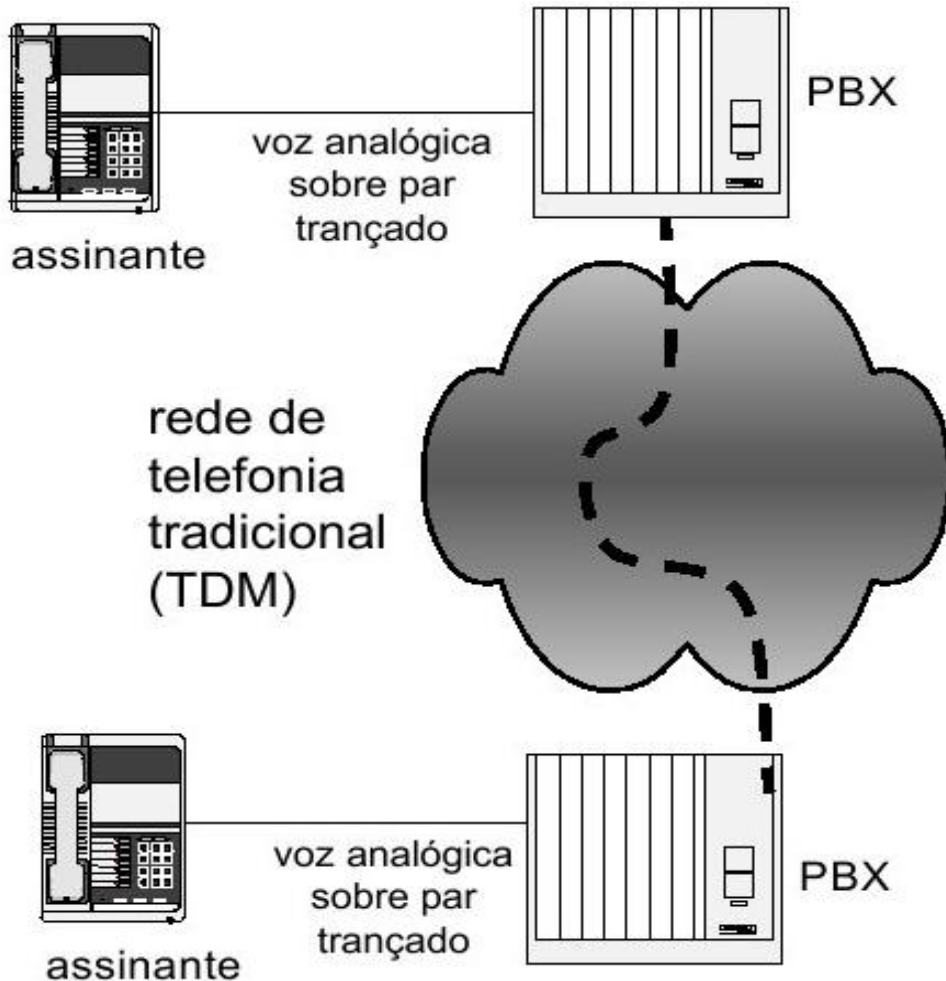 PBX
voz analógica
sobre par
trançado
assinante
rede de
telefonia
tradicional
(TDM)
voz analógica
sobre par
trançado
PBX
assinante